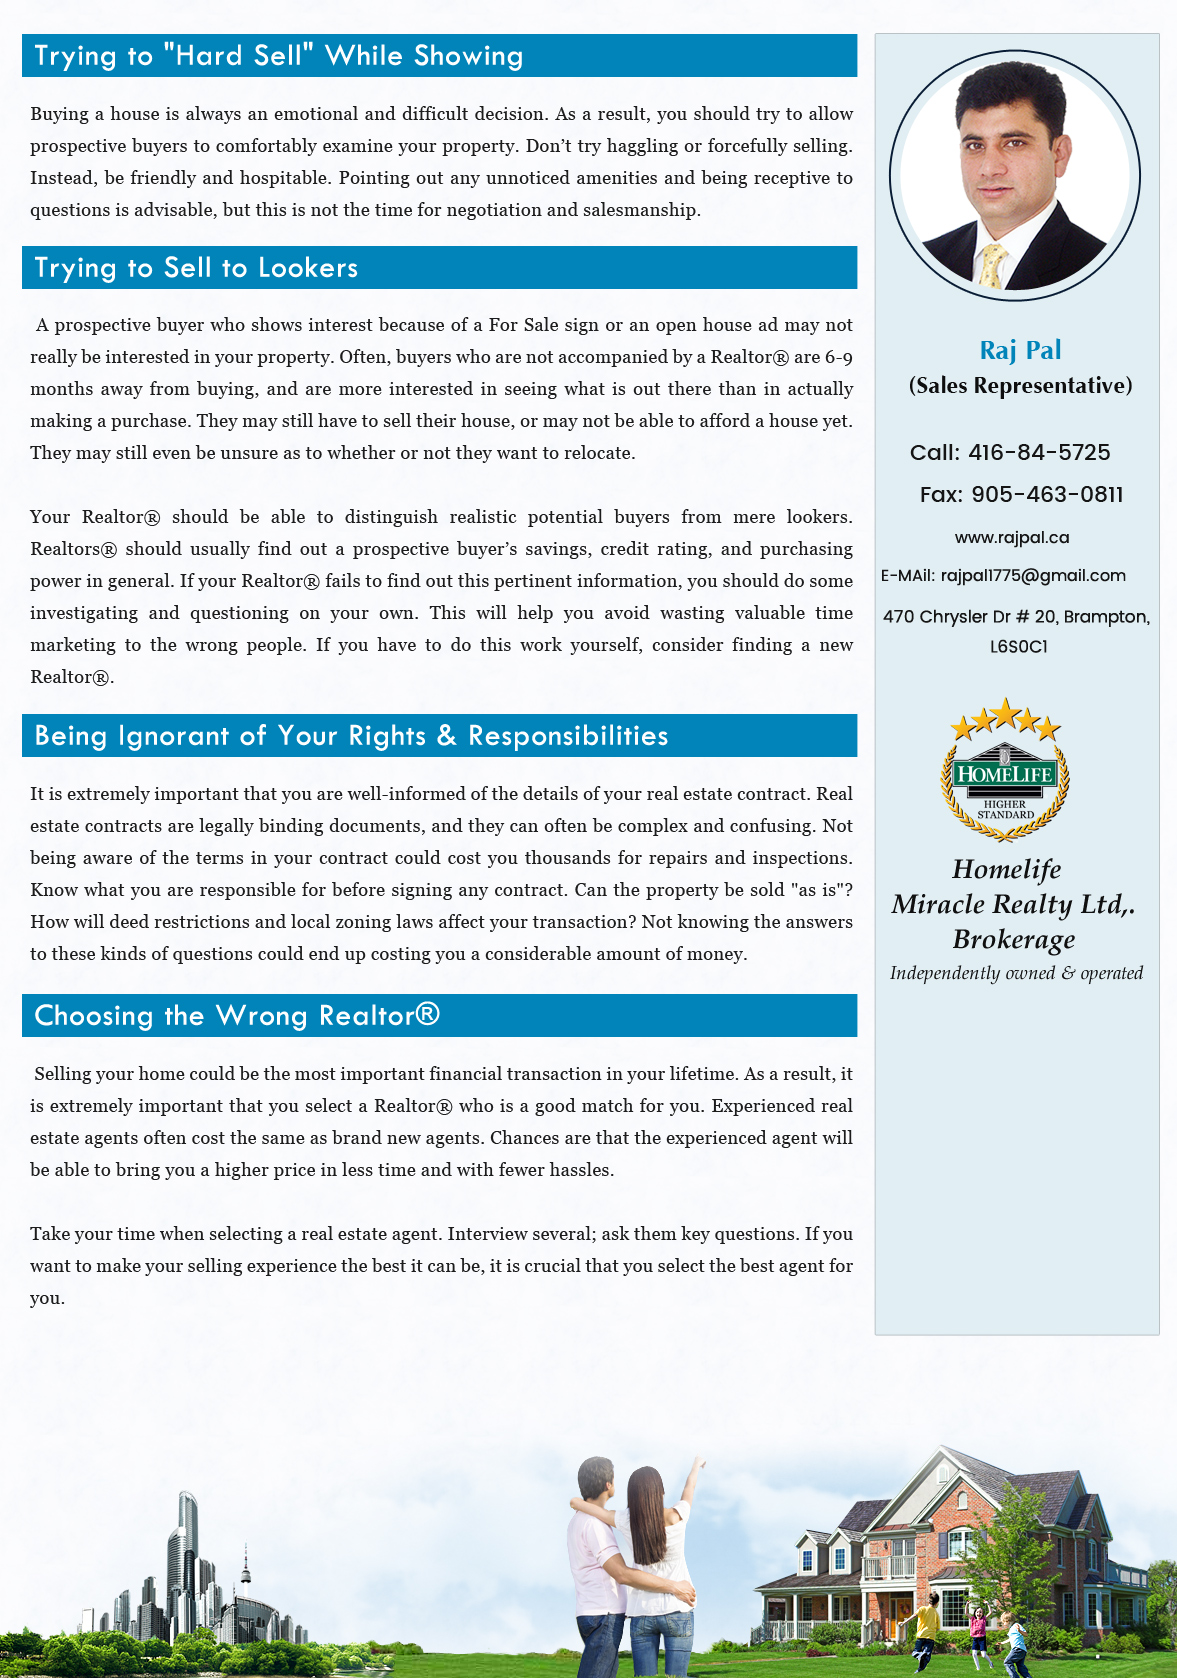 Trying to "Hard Sell" While Showing
Buying a house is always an emotional and difficult decision. As a result, you should try to allow
prospective buyers to comfortably examine your property. Don’t try haggling or forcefully selling.
Instead, be friendly and hospitable. Pointing out any unnoticed amenities and being receptive to
questions is advisable, but this is not the time for negotiation and salesmanship.
Trying to Sell to Lookers
A prospective buyer who shows interest because of a For Sale sign or an open house ad may not
really be interested in your property. Often, buyers who are not accompanied by a Realtor® are 6-9
months away from buying, and are more interested in seeing what is out there than in actually
making a purchase. They may still have to sell their house, or may not be able to afford a house yet.
They may still even be unsure as to whether or not they want to relocate.
Your Realtor® should be able to distinguish realistic potential buyers from mere lookers.
Realtors® should usually find out a prospective buyer’s savings, credit rating, and purchasing
power in general. If your Realtor® fails to find out this pertinent information, you should do some
investigating and questioning on your own. This will help you avoid wasting valuable time
marketing to the wrong people. If you have to do this work yourself, consider finding a new
Realtor®.
Being Ignorant of Your Rights & Responsibilities
It is extremely important that you are well-informed of the details of your real estate contract. Real
estate contracts are legally binding documents, and they can often be complex and confusing. Not
being aware of the terms in your contract could cost you thousands for repairs and inspections.
Know what you are responsible for before signing any contract. Can the property be sold "as is"?
How will deed restrictions and local zoning laws affect your transaction? Not knowing the answers
to these kinds of questions could end up costing you a considerable amount of money.
Choosing the Wrong Realtor®
Selling your home could be the most important financial transaction in your lifetime. As a result, it
is extremely important that you select a Realtor® who is a good match for you. Experienced real
estate agents often cost the same as brand new agents. Chances are that the experienced agent will
be able to bring you a higher price in less time and with fewer hassles.
Take your time when selecting a real estate agent. Interview several; ask them key questions. If you
want to make your selling experience the best it can be, it is crucial that you select the best agent for
you.
Raj Pal
(Sales Representative)
Call: 416-84-5725
Fax: 905-463-0811
www.rajpal.ca
E-MAil: rajpal1775@gmail.com
470 Chrysler Dr # 20, Brampton,
L6S0C1
HOMELIFE
HIGHER
STANDARD
Homelife
Miracle Realty Ltd,.
Brokerage
Independently owned & operated